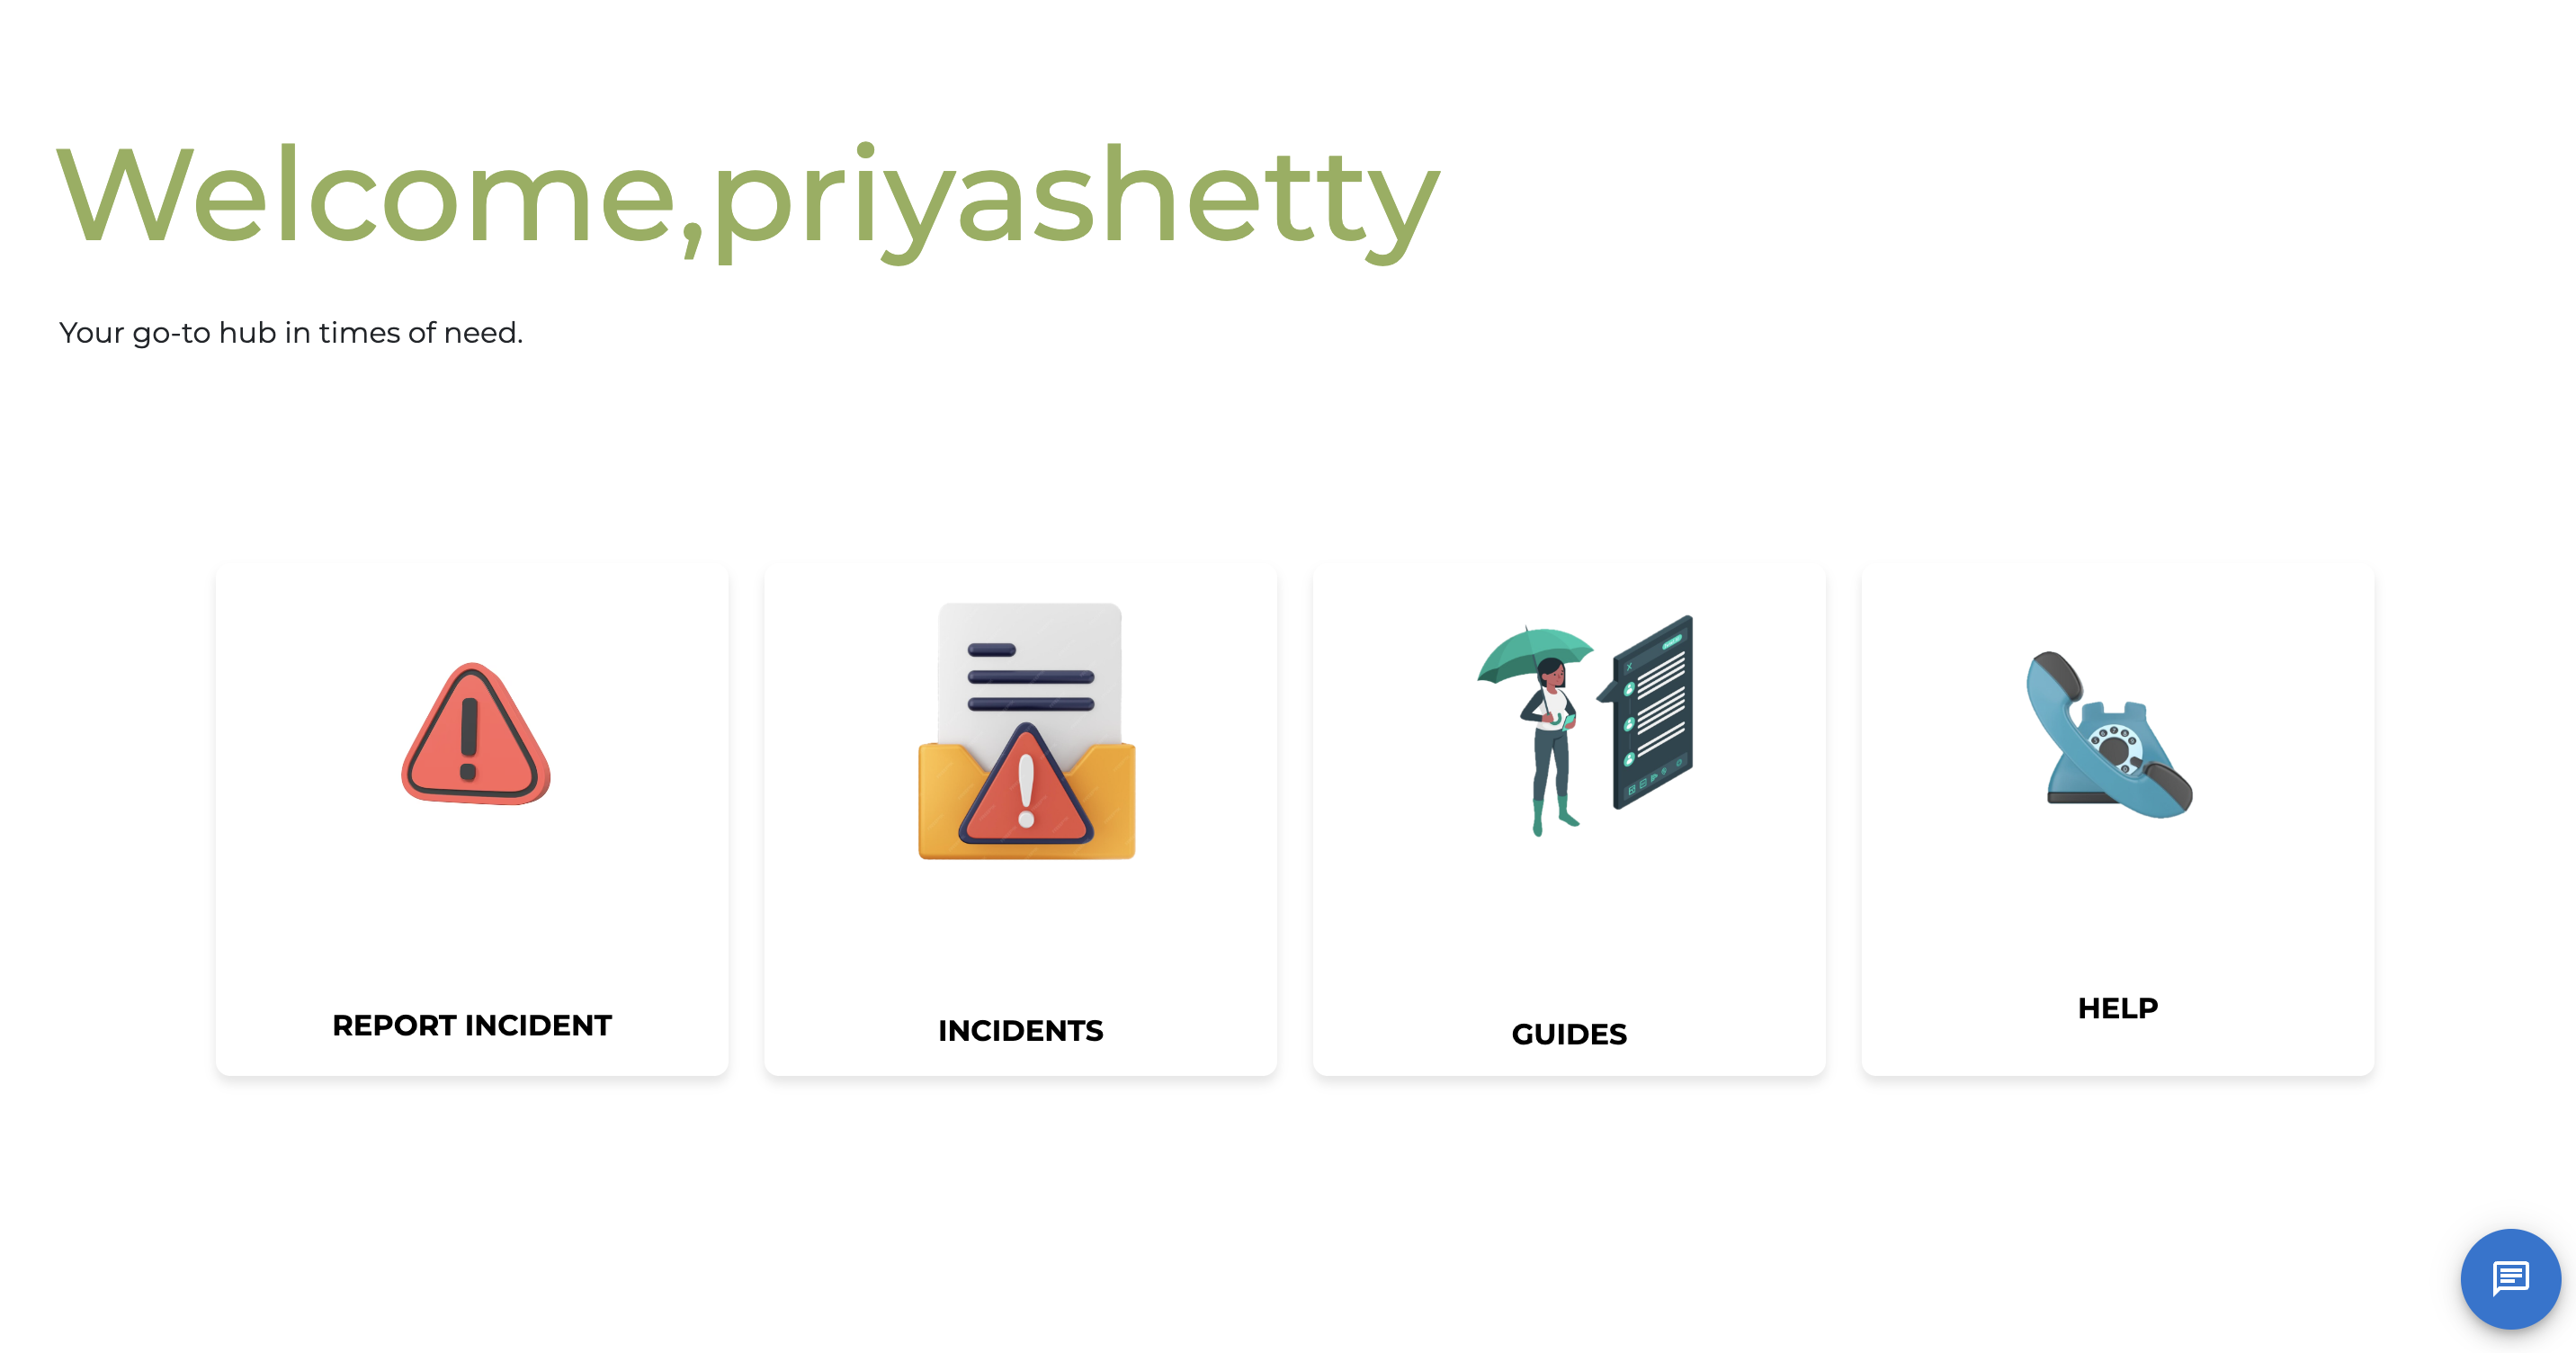 Welcome,priyashetty
Your go-to hub in times of need.
REPORT INCIDENT
INCIDENTS
GUIDES
HELP